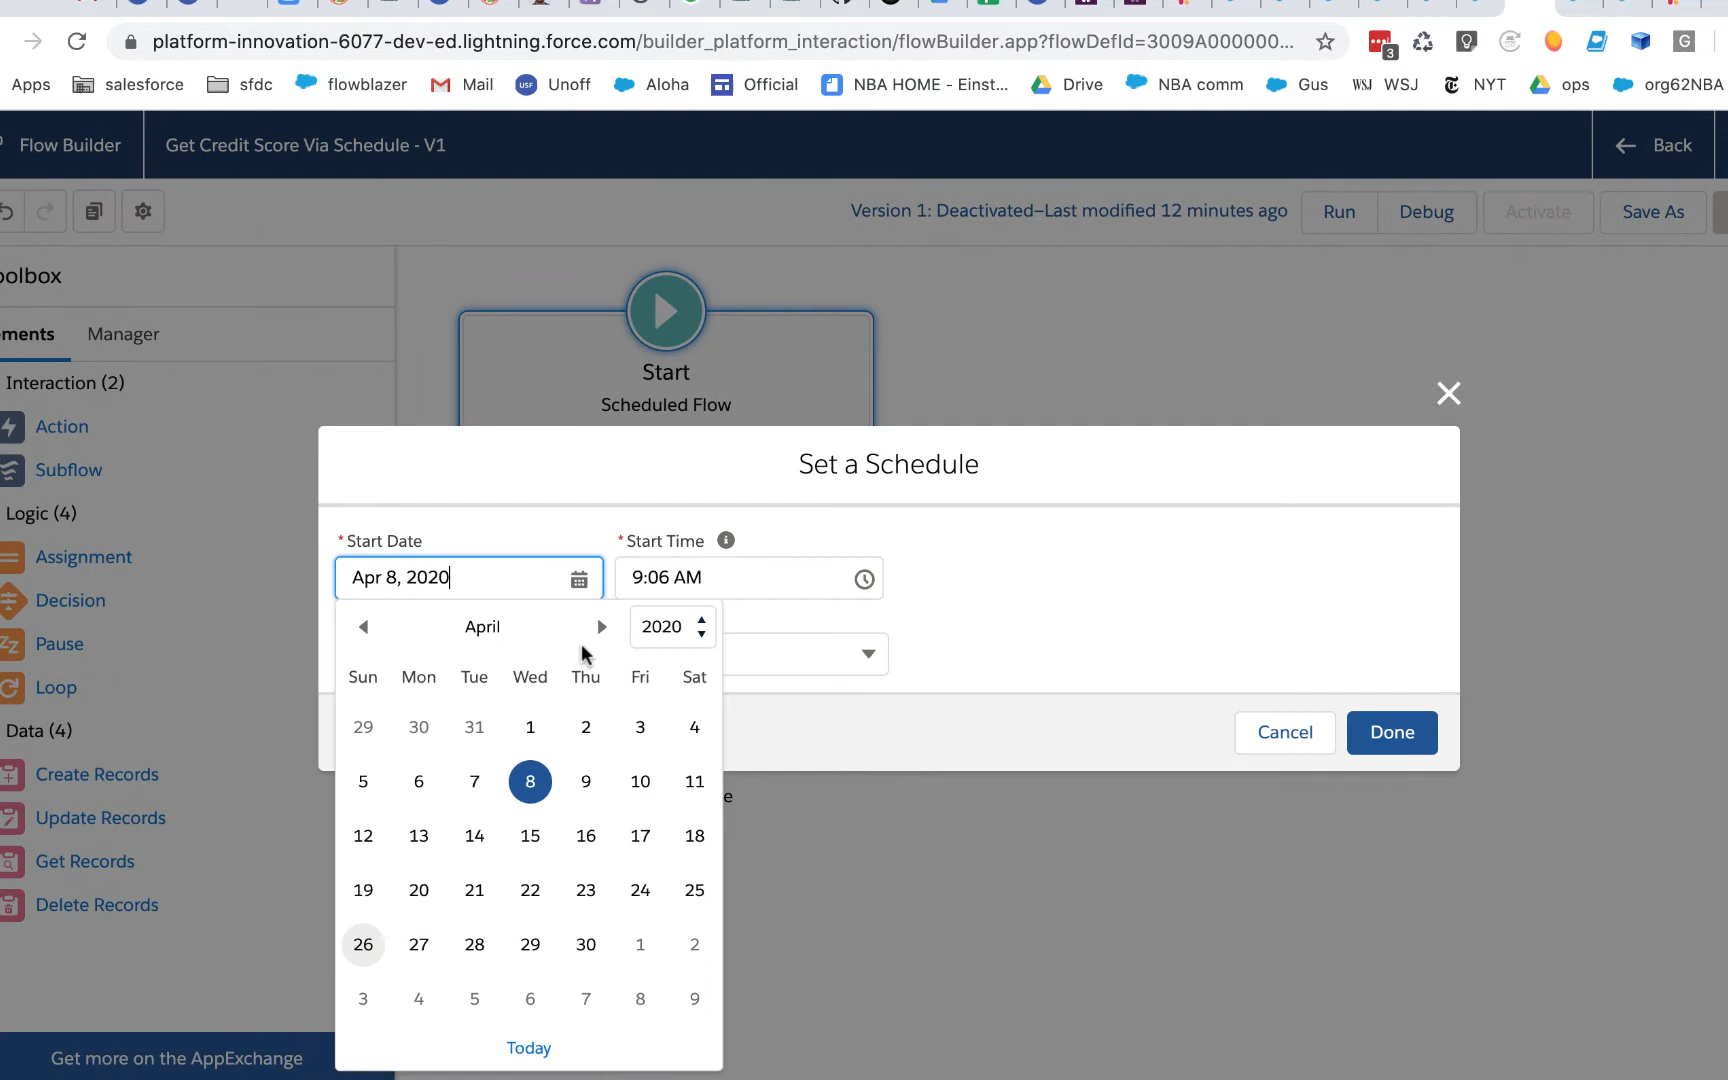 platform-innovation-6077-dev-ed.lightning.force.com/builder_platform_interaction/flowBuilder.app?flowDefId=3009A000000...
3
G
Apps
salesforce
sfdc
flowblazer
Mail
USF Unoff
Aloha
Official
NBA HOME - Einst...
Drive
NBA comm
Gus
WSJ WSJ
NYT
ops
org62NBA
Flow Builder
Get Credit Score Via Schedule - V1
Back
Version 1: Deactivated–Last modified 12 minutes ago
Run
Debug
Activate
Save As
oolbox
ments
Manager
Interaction (2)
Action
Subflow
Logic (4)
Assignment
Decision
Pause
Loop
Data (4)
Create Records
Update Records
Get Records
Delete Records
Get more on the AppExchange
Start
Scheduled Flow
Set a Schedule
* Start Date
* Start Time
Apr 8, 2020
9:06 AM
April
2020
Sun Mon Tue Wed Thu Fri Sat
29 30 31 1 2 3 4
5 6 7 8 9 10 11
12 13 14 15 16 17 18
19 20 21 22 23 24 25
26 27 28 29 30 1 2
3 4 5 6 7 8 9
Today
Cancel
Done
e